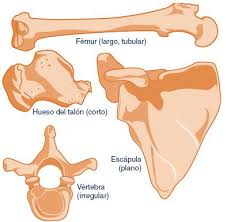 Fémur (largo, tubular)
Hueso del talón (corto)
Escápula
(plano)
Vértebra
(irregular)